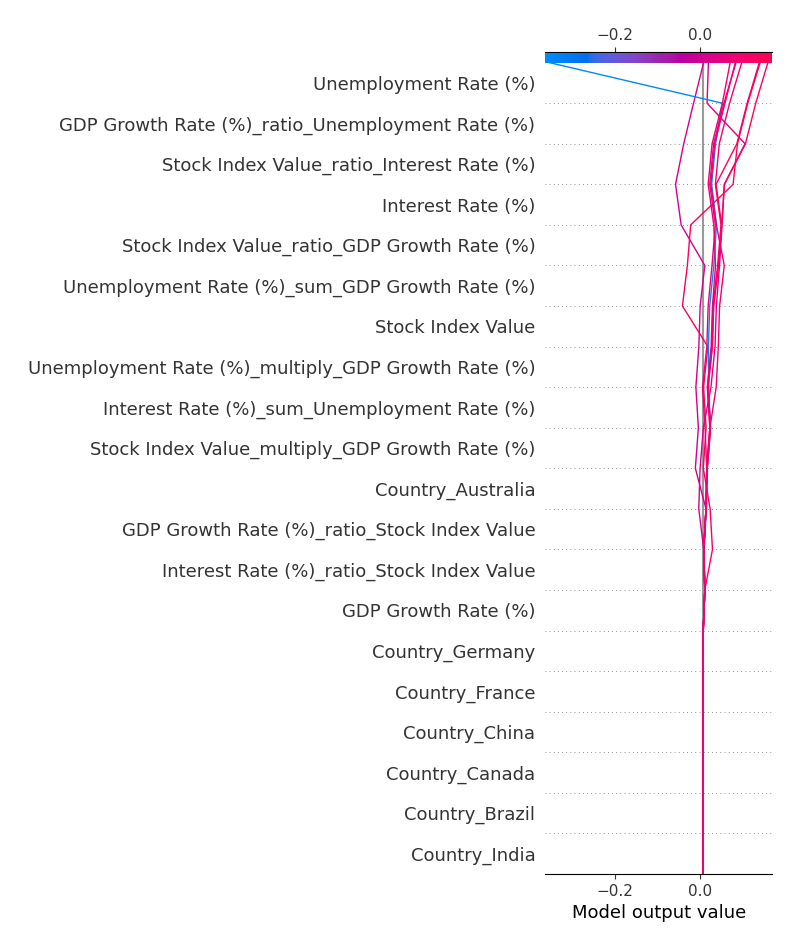 −0.2 0.0
Unemployment Rate (%)
GDP Growth Rate (%)_ratio_Unemployment Rate (%)
Stock Index Value_ratio_Interest Rate (%)
Interest Rate (%)
Stock Index Value_ratio_GDP Growth Rate (%)
Unemployment Rate (%)_sum_GDP Growth Rate (%)
Stock Index Value
Unemployment Rate (%)_multiply_GDP Growth Rate (%)
Interest Rate (%)_sum_Unemployment Rate (%)
Stock Index Value_multiply_GDP Growth Rate (%)
Country_Australia
GDP Growth Rate (%)_ratio_Stock Index Value
Interest Rate (%)_ratio_Stock Index Value
GDP Growth Rate (%)
Country_Germany
Country_France
Country_China
Country_Canada
Country_Brazil
Country_India
−0.2 0.0
Model output value